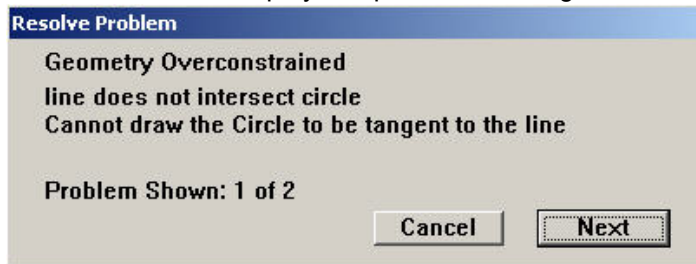 Resolve Problem
Geometry Overconstrained
line does not intersect circle
Cannot draw the Circle to be tangent to the line
Problem Shown: 1 of 2
Cancel Next